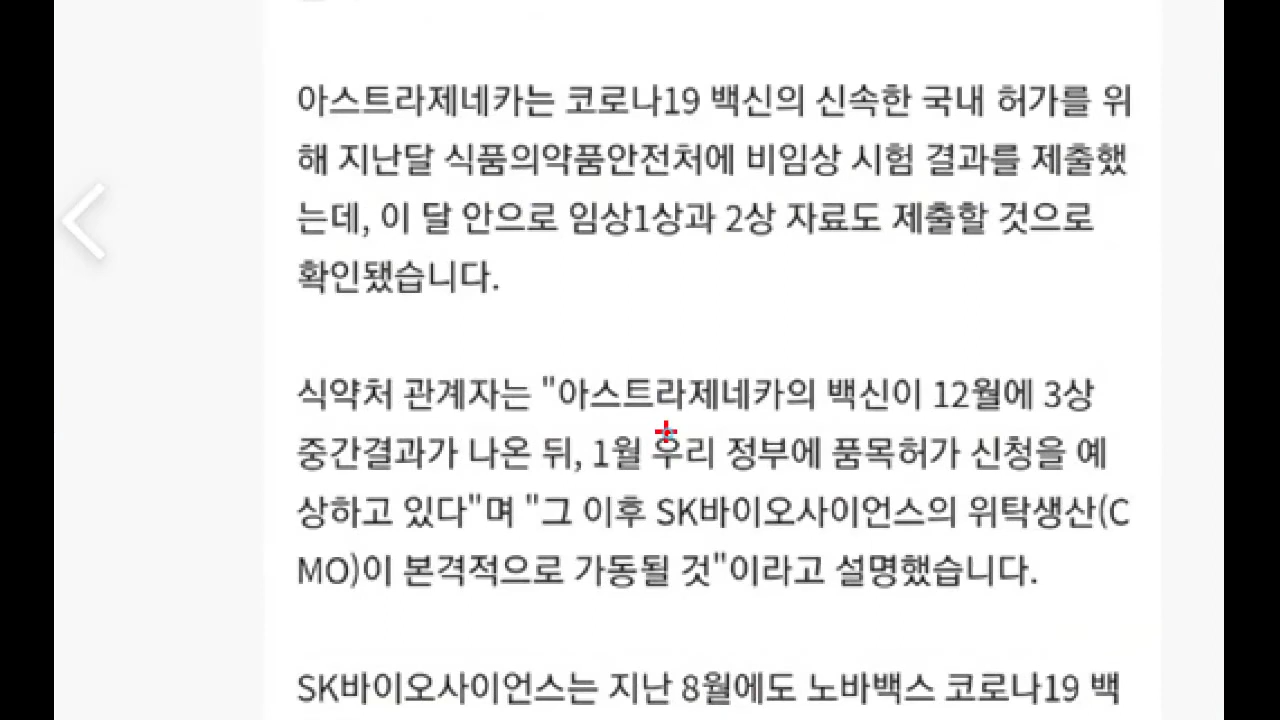 아스트라제네카는 코로나19 백신의 신속한 국내 허가를 위
해 지난달 식품의약품안전처에 비임상 시험 결과를 제출했
는데, 이 달 안으로 임상1상과 2상 자료도 제출할 것으로
확인됐습니다.
식약처 관계자는 "아스트라제네카의 백신이 12월에 3상
중간결과가 나온 뒤, 1월 우리 정부에 품목허가 신청을 예
상하고 있다"며 "그 이후 SK바이오사이언스의 위탁생산(C
MO)이 본격적으로 가동될 것"이라고 설명했습니다.
SK바이오사이언스는 지난 8월에도 노바백스 코로나19 백